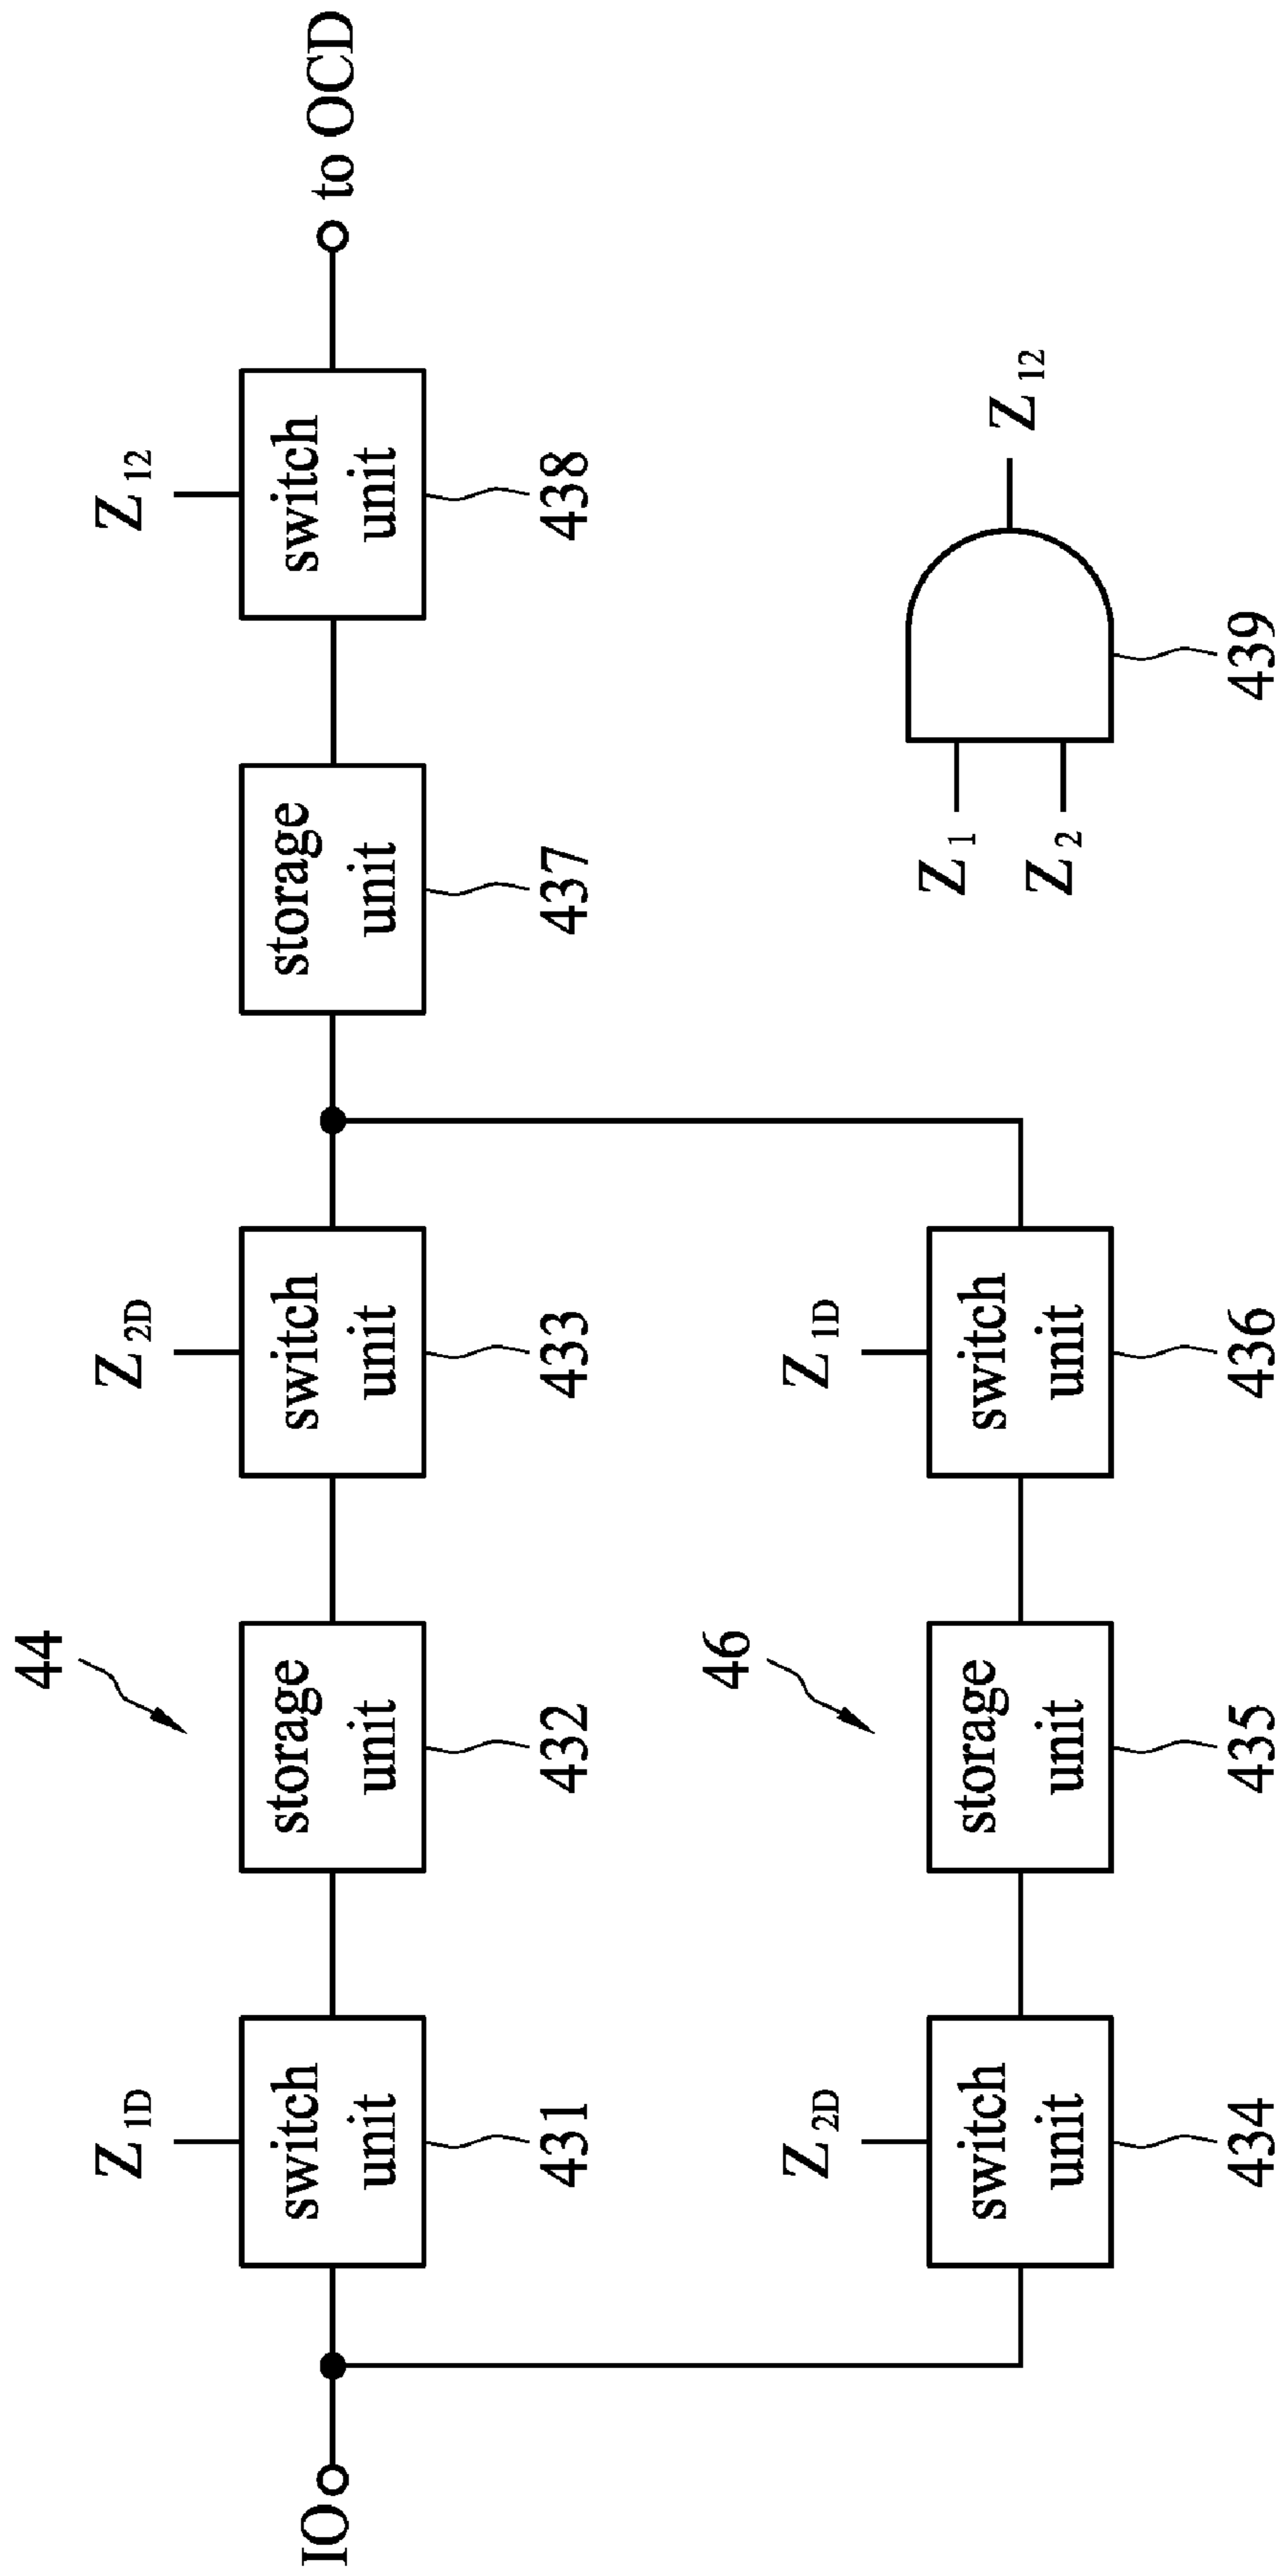 44
Z1D
Z2D
Z12
IO
switch
unit
storage
unit
switch
unit
storage
unit
switch
unit
to OCD
431
432
433
437
438
46
Z2D
Z1D
switch
unit
storage
unit
switch
unit
434
435
436
Z1
Z2
Z12
439